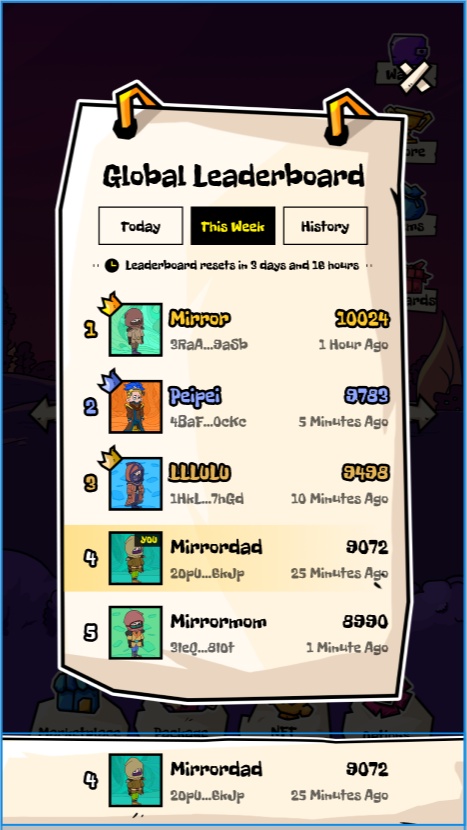 Global Leaderboard
Today This Week History
Leaderboard resets in 3 days and 18 hours
1 Mirror 10024
3RaA...9aSb 1 Hour Ago
2 Peipei 9783
4BaF...0cKc 5 Minutes Ago
3 LLLULU 9498
1HkL...7hGd 10 Minutes Ago
YOU
4 Mirrordad 9072
20pU...6kJp 25 Minutes Ago
5 Mirrormom 8990
3leQ...8l0t 1 Minute Ago
4 Mirrordad 9072
20pU...6kJp 25 Minutes Ago